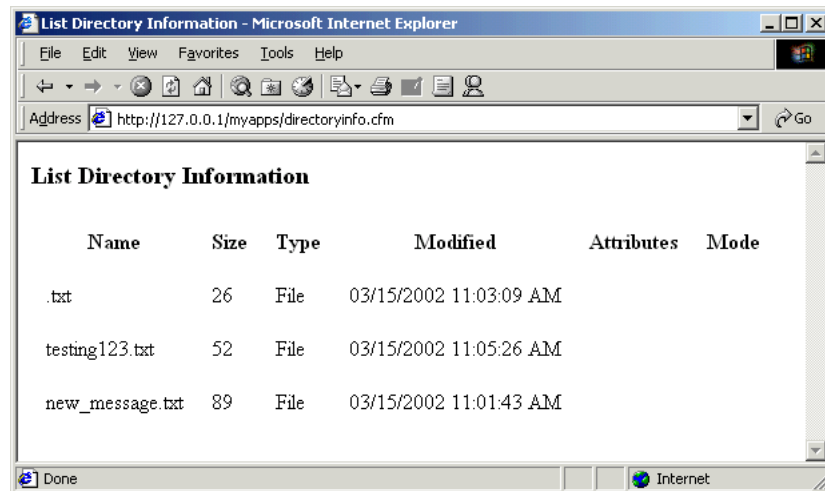 List Directory Information - Microsoft Internet Explorer
File Edit View Favorites Tools Help
Address http://127.0.0.1/myapps/directoryinfo.cfm Go
List Directory Information
Name Size Type Modified Attributes Mode
.txt 26 File 03/15/2002 11:03:09 AM
testing123.txt 52 File 03/15/2002 11:05:26 AM
new_message.txt 89 File 03/15/2002 11:01:43 AM
Done Internet